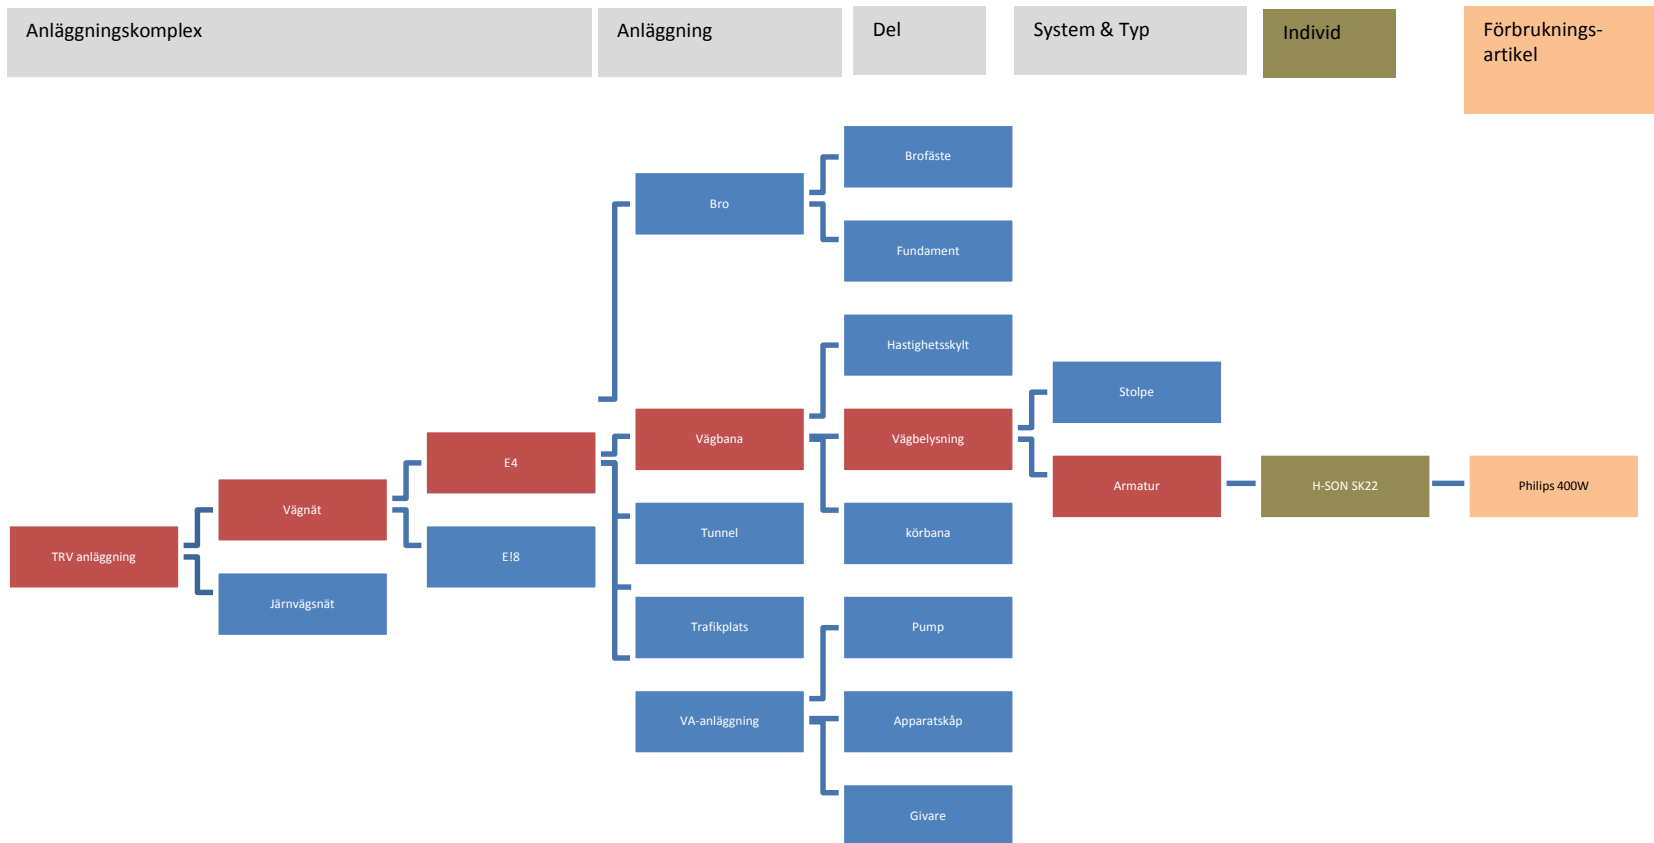 Anläggningskomplex
Anläggning
Del
System & Typ
Individ
Förbruknings-
artikel
Brofäste
Bro
Fundament
Hastighetsskylt
Stolpe
Vägbana
Vägbelysning
E4
Armatur
H-SON SK22
Philips 400W
Vägnät
Tunnel
körbana
TRV anläggning
E!8
Järnvägsnät
Trafikplats
Pump
VA-anläggning
Apparatskåp
Givare